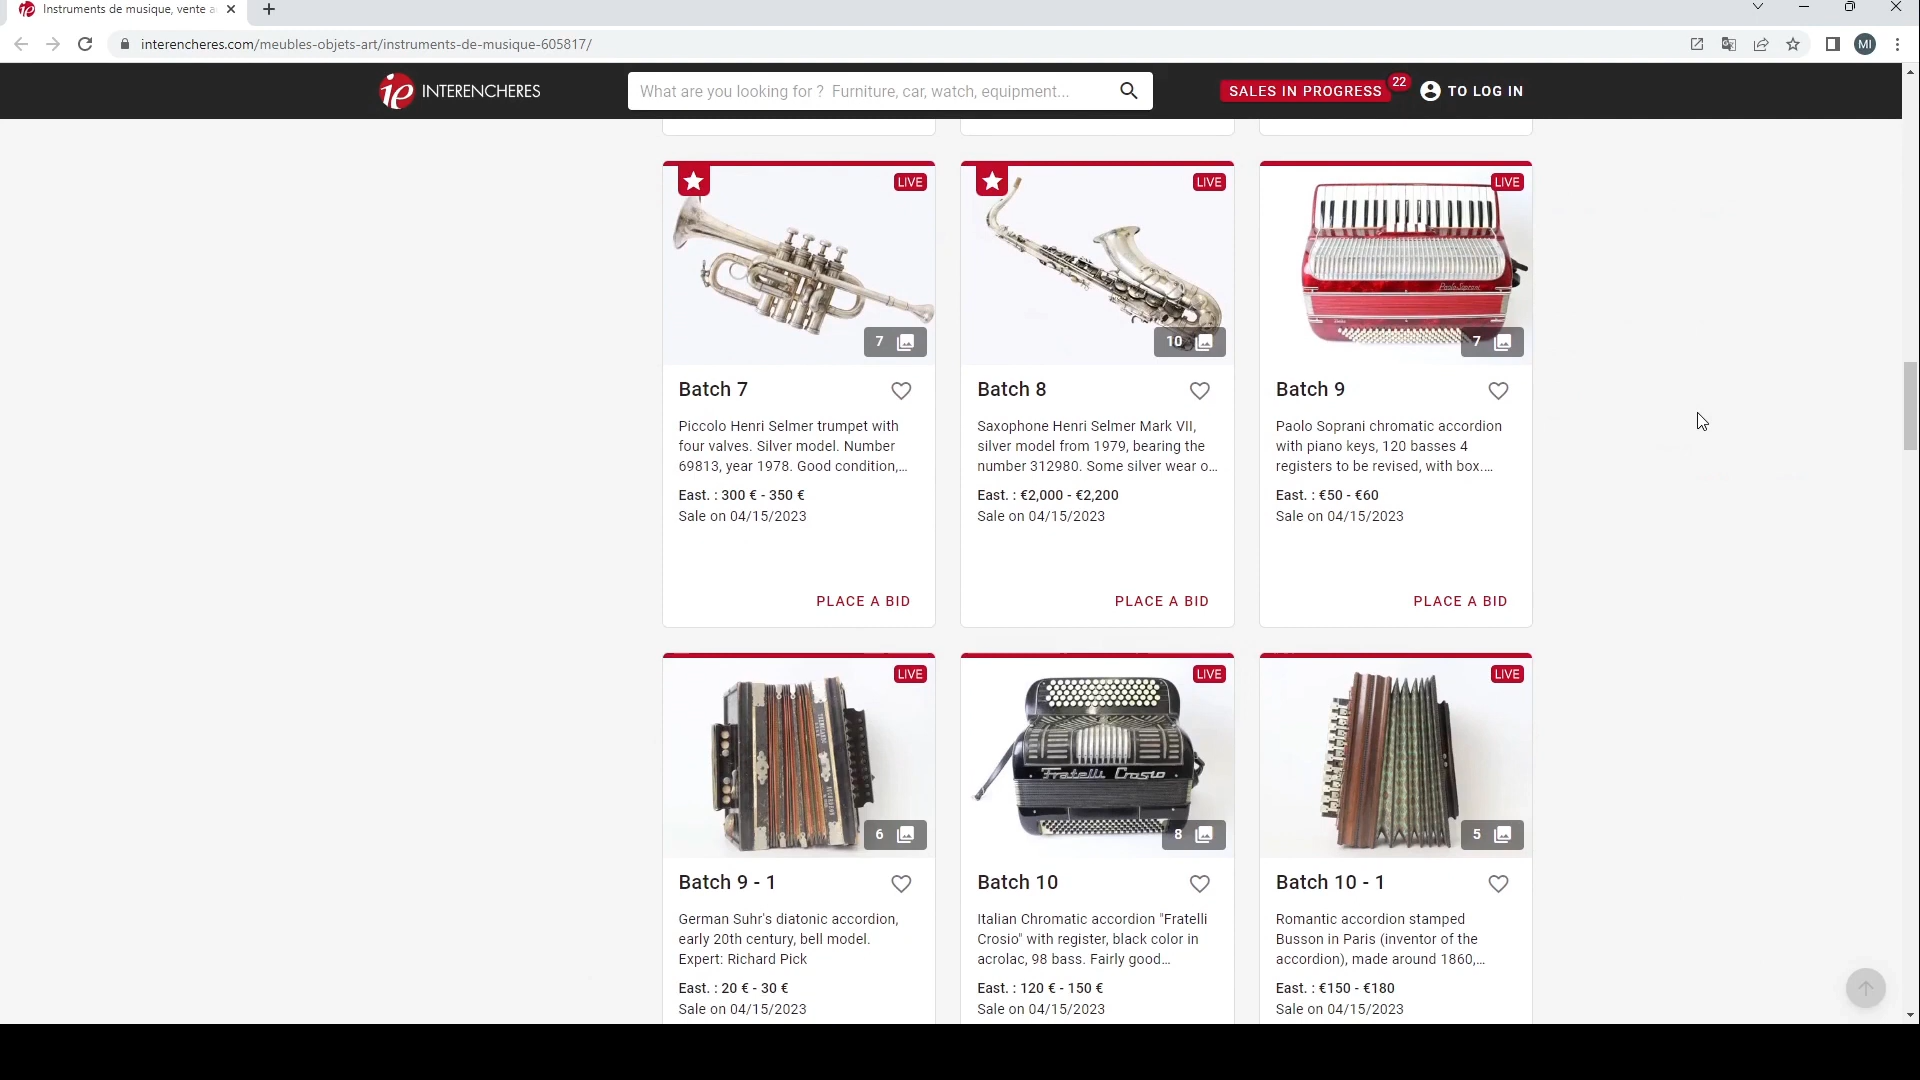 Instruments de musique, vente a
interencheres.com/meubles-objets-art/instruments-de-musique-605817/
MI
ie INTERENCHERES
What are you looking for ? Furniture, car, watch, equipment...
SALES IN PROGRESS
22
TO LOG IN
LIVE
LIVE
LIVE
Paolo Soprani
7
10
7
Batch 7
Piccolo Henri Selmer trumpet with
four valves. Silver model. Number
69813, year 1978. Good condition,...
East. : 300 € - 350 €
Sale on 04/15/2023
PLACE A BID
Batch 8
Saxophone Henri Selmer Mark VII,
silver model from 1979, bearing the
number 312980. Some silver wear o...
East. : €2,000 - €2,200
Sale on 04/15/2023
PLACE A BID
Batch 9
Paolo Soprani chromatic accordion
with piano keys, 120 basses 4
registers to be revised, with box....
East. : €50 - €60
Sale on 04/15/2023
PLACE A BID
LIVE
LIVE
LIVE
Fratelli Crosio
6
8
5
Batch 9 - 1
German Suhr's diatonic accordion,
early 20th century, bell model.
Expert: Richard Pick
East. : 20 € - 30 €
Sale on 04/15/2023
Batch 10
Italian Chromatic accordion "Fratelli
Crosio" with register, black color in
acrolac, 98 bass. Fairly good...
East. : 120 € - 150 €
Sale on 04/15/2023
Batch 10 - 1
Romantic accordion stamped
Busson in Paris (inventor of the
accordion), made around 1860,...
East. : €150 - €180
Sale on 04/15/2023